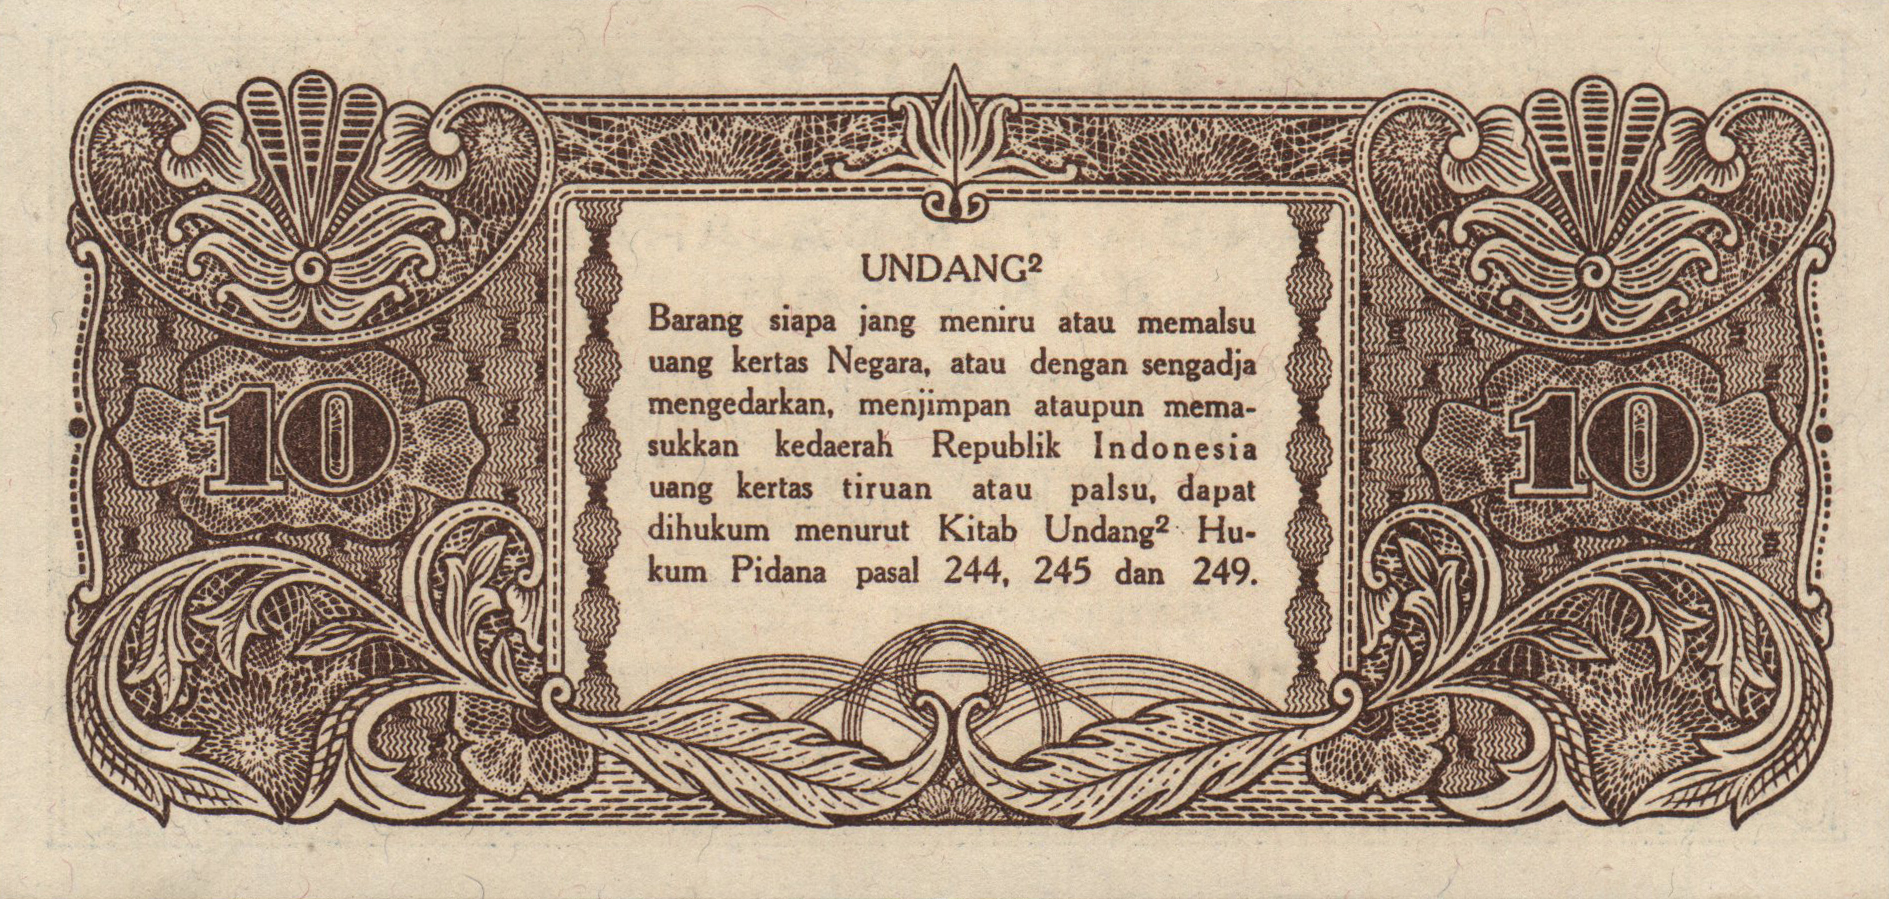 UNDANG²
Barang siapa jang meniru atau memalsu
uang kertas Negara, atau dengan sengadja
mengedarkan, menjimpan ataupun mema-
sukkan kedaerah Republik Indonesia
uang kertas tiruan atau palsu, dapat
dihukum menurut Kitab Undang² Hu-
kum Pidana pasal 244, 245 dan 249.
10
10